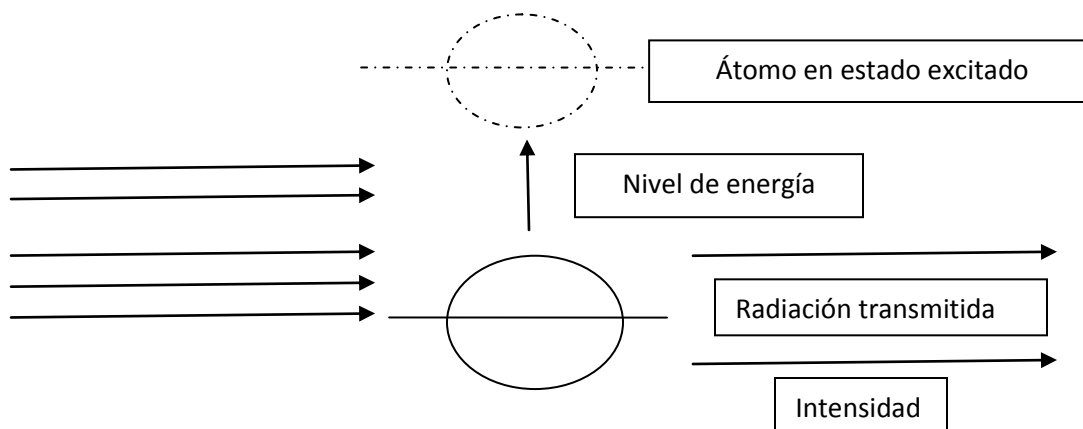 Átomo en estado excitado
Nivel de energía
Radiación transmitida
Intensidad